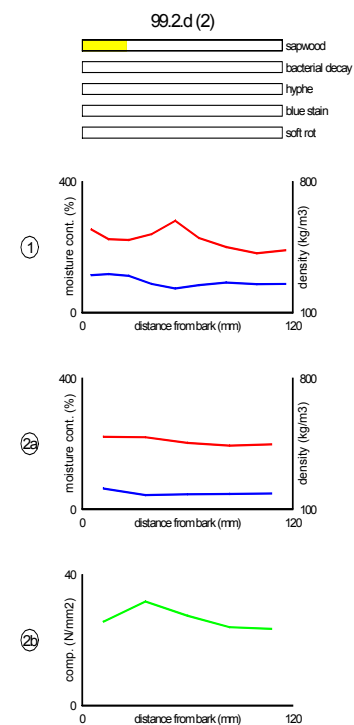 99.2.d (2)
sapwood
bacterial decay
hyphe
blue stain
soft rot
400 800
1 moisture cont. (%) density (kg/m3)
0 100
0 distance from bark (mm) 120
400 800
2a moisture cont. (%) density (kg/m3)
0 100
0 distance from bark (mm) 120
40
2b comp. (N/mm2)
0
0 distance from bark (mm) 120